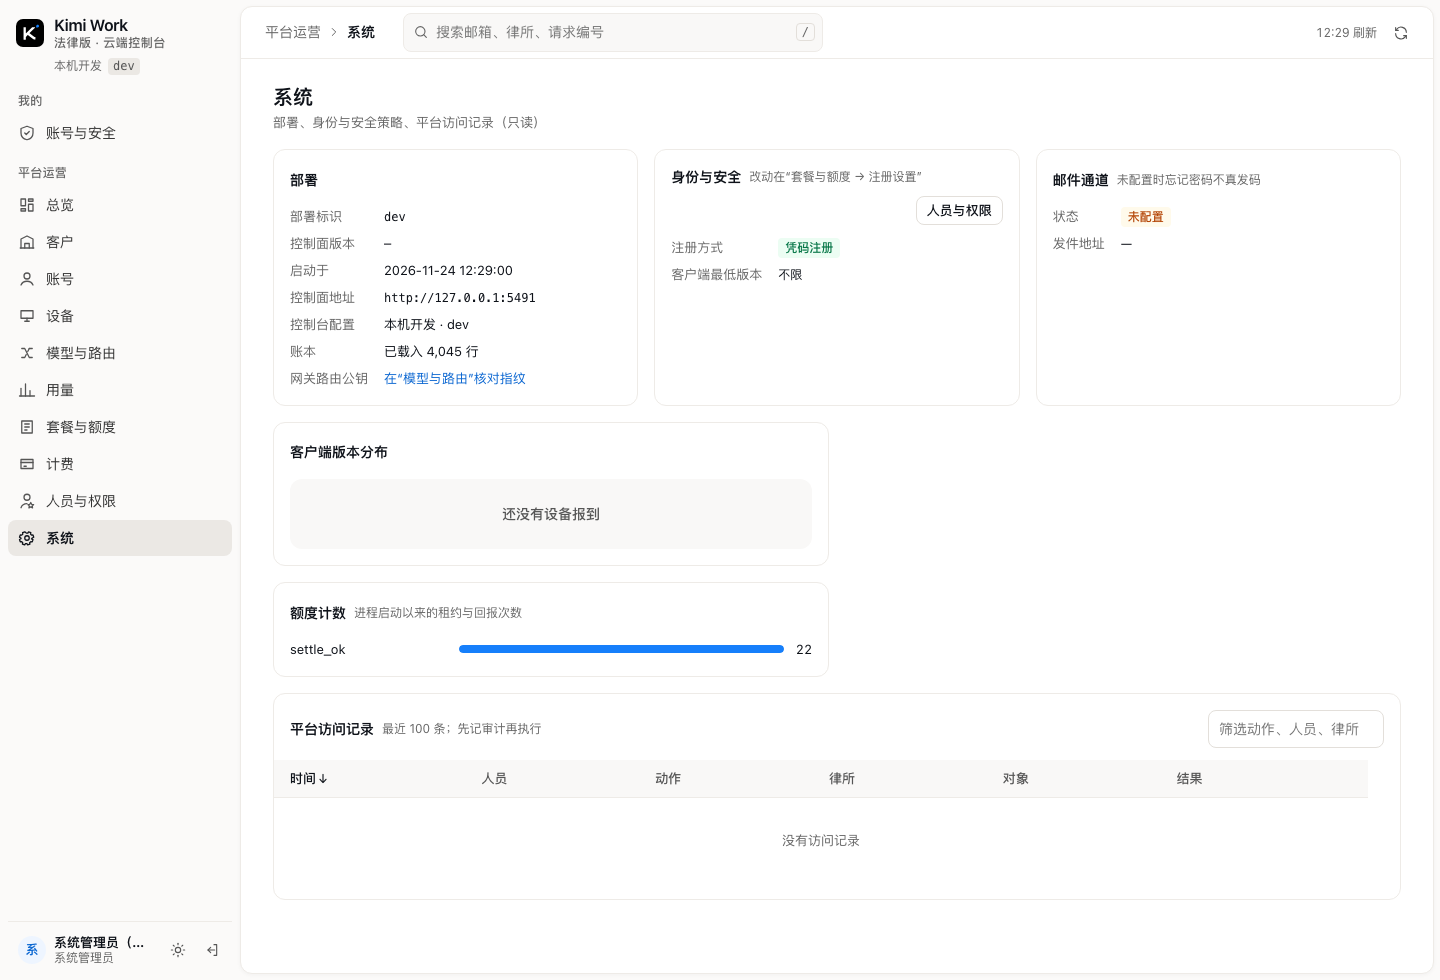 Kimi Work
法律版 · 云端控制台
本机开发 dev
我的
账号与安全
平台运营
总览
客户
账号
设备
模型与路由
用量
套餐与额度
计费
人员与权限
系统
系
系统管理员（...
系统管理员
平台运营 > 系统
搜索邮箱、律所、请求编号 /
12:29 刷新
系统
部署、身份与安全策略、平台访问记录（只读）
部署
部署标识 dev
控制面版本 —
启动于 2026-11-24 12:29:00
控制面地址 http://127.0.0.1:5491
控制台配置 本机开发 · dev
账本 已载入 4,045 行
网关路由公钥 在“模型与路由”核对指纹
身份与安全 改动在“套餐与额度 → 注册设置”
人员与权限
注册方式 凭码注册
客户端最低版本 不限
邮件通道 未配置时忘记密码不真发码
状态 未配置
发件地址 —
客户端版本分布
还没有设备报到
额度计数 进程启动以来的租约与回报次数
settle_ok 22
平台访问记录 最近 100 条；先记审计再执行
筛选动作、人员、律所
时间 ↓ 人员 动作 律所 对象 结果
没有访问记录